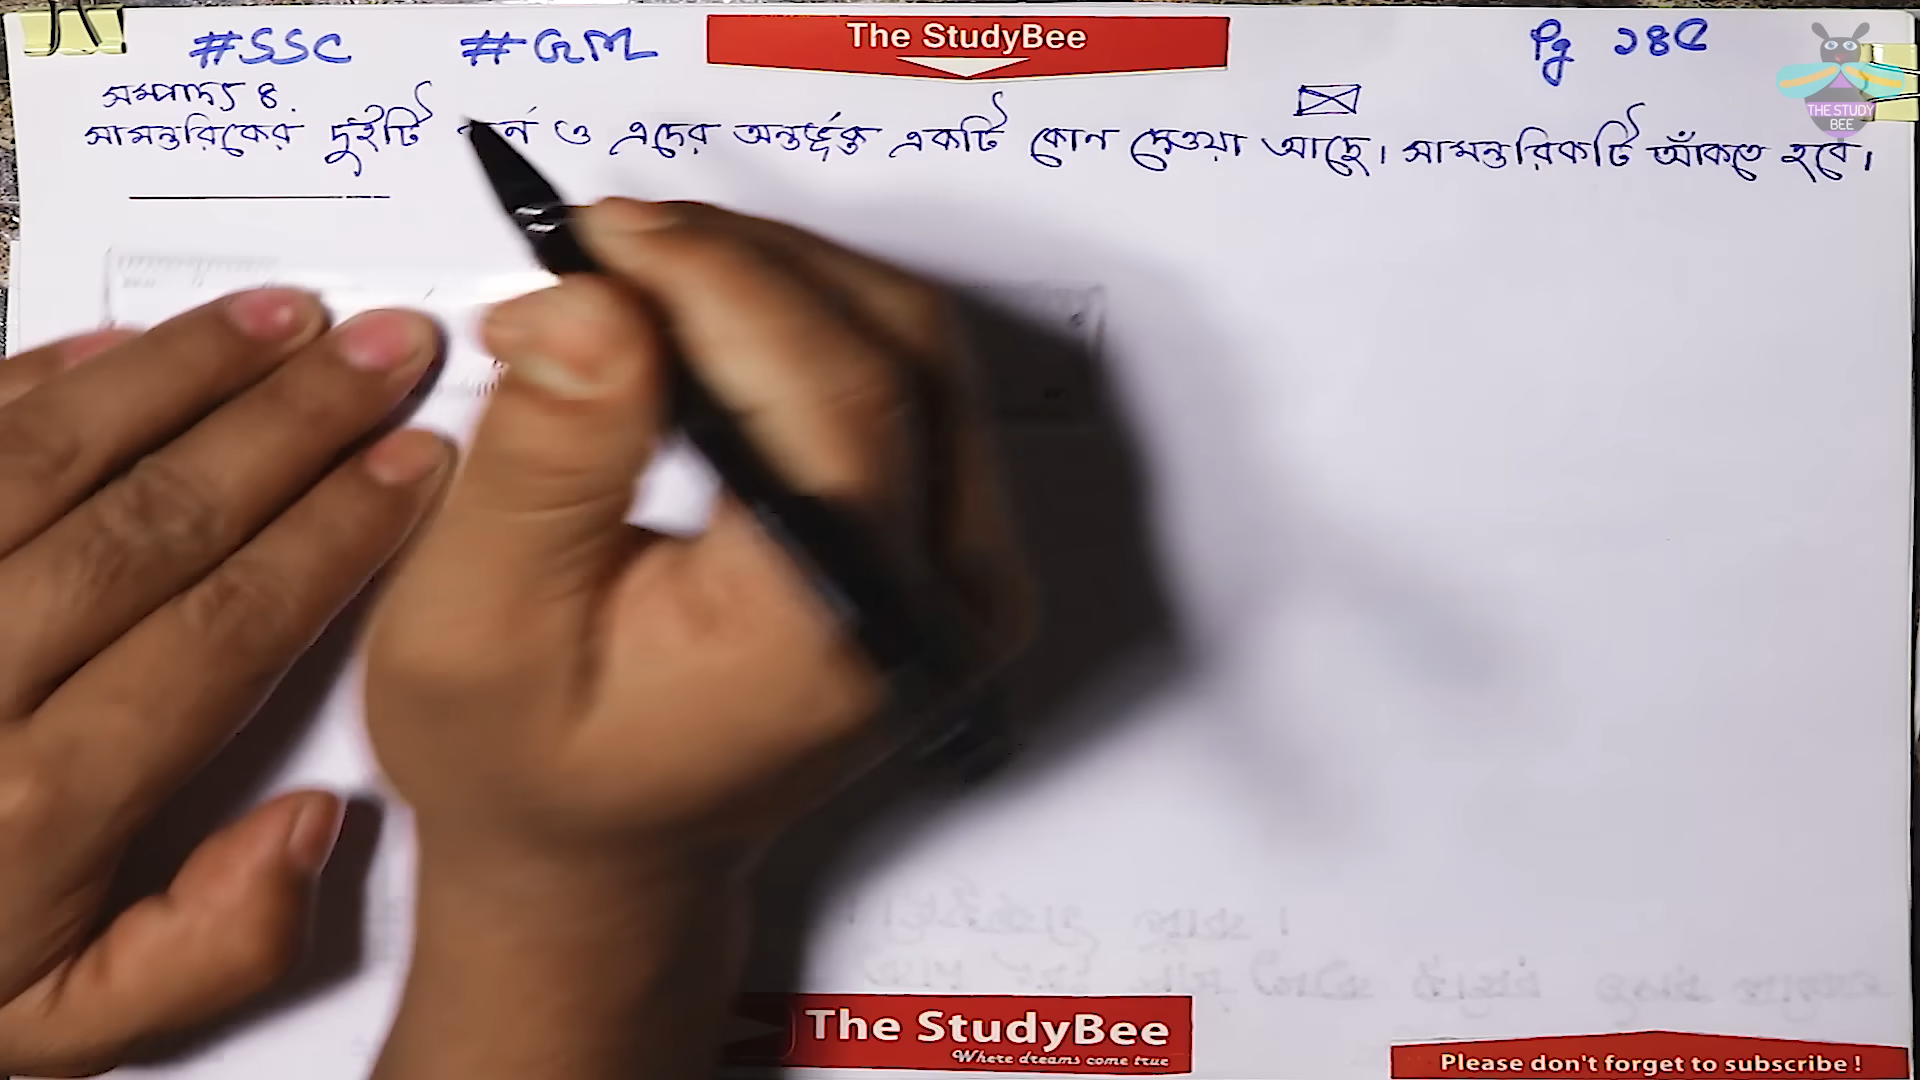 #SSC #GM The StudyBee Pg ১৪৫
THE STUDY BEE
সম্পাদ্য ৪.
সামন্তরিকের দুইটি ও এদের অন্তর্ভুক্ত একটি কোন দেওয়া আছে। সামন্তরিকটি আঁকতে হবে।
The StudyBee
Where dreams come true
Please don't forget to subscribe!